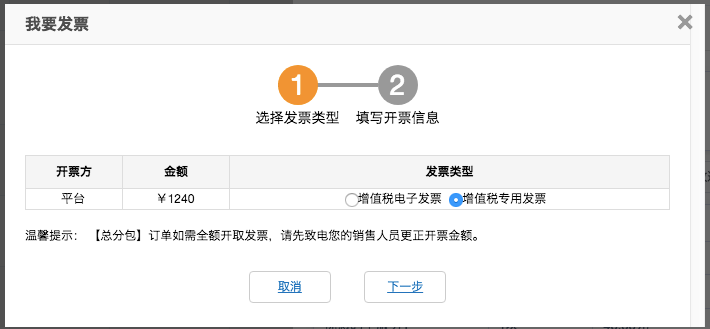 我要发票
1 2
选择发票类型 填写开票信息
开票方 金额 发票类型
平台 ￥1240 增值税电子发票 增值税专用发票
温馨提示： 【总分包】订单如需全额开取发票，请先致电您的销售人员更正开票金额。
取消 下一步